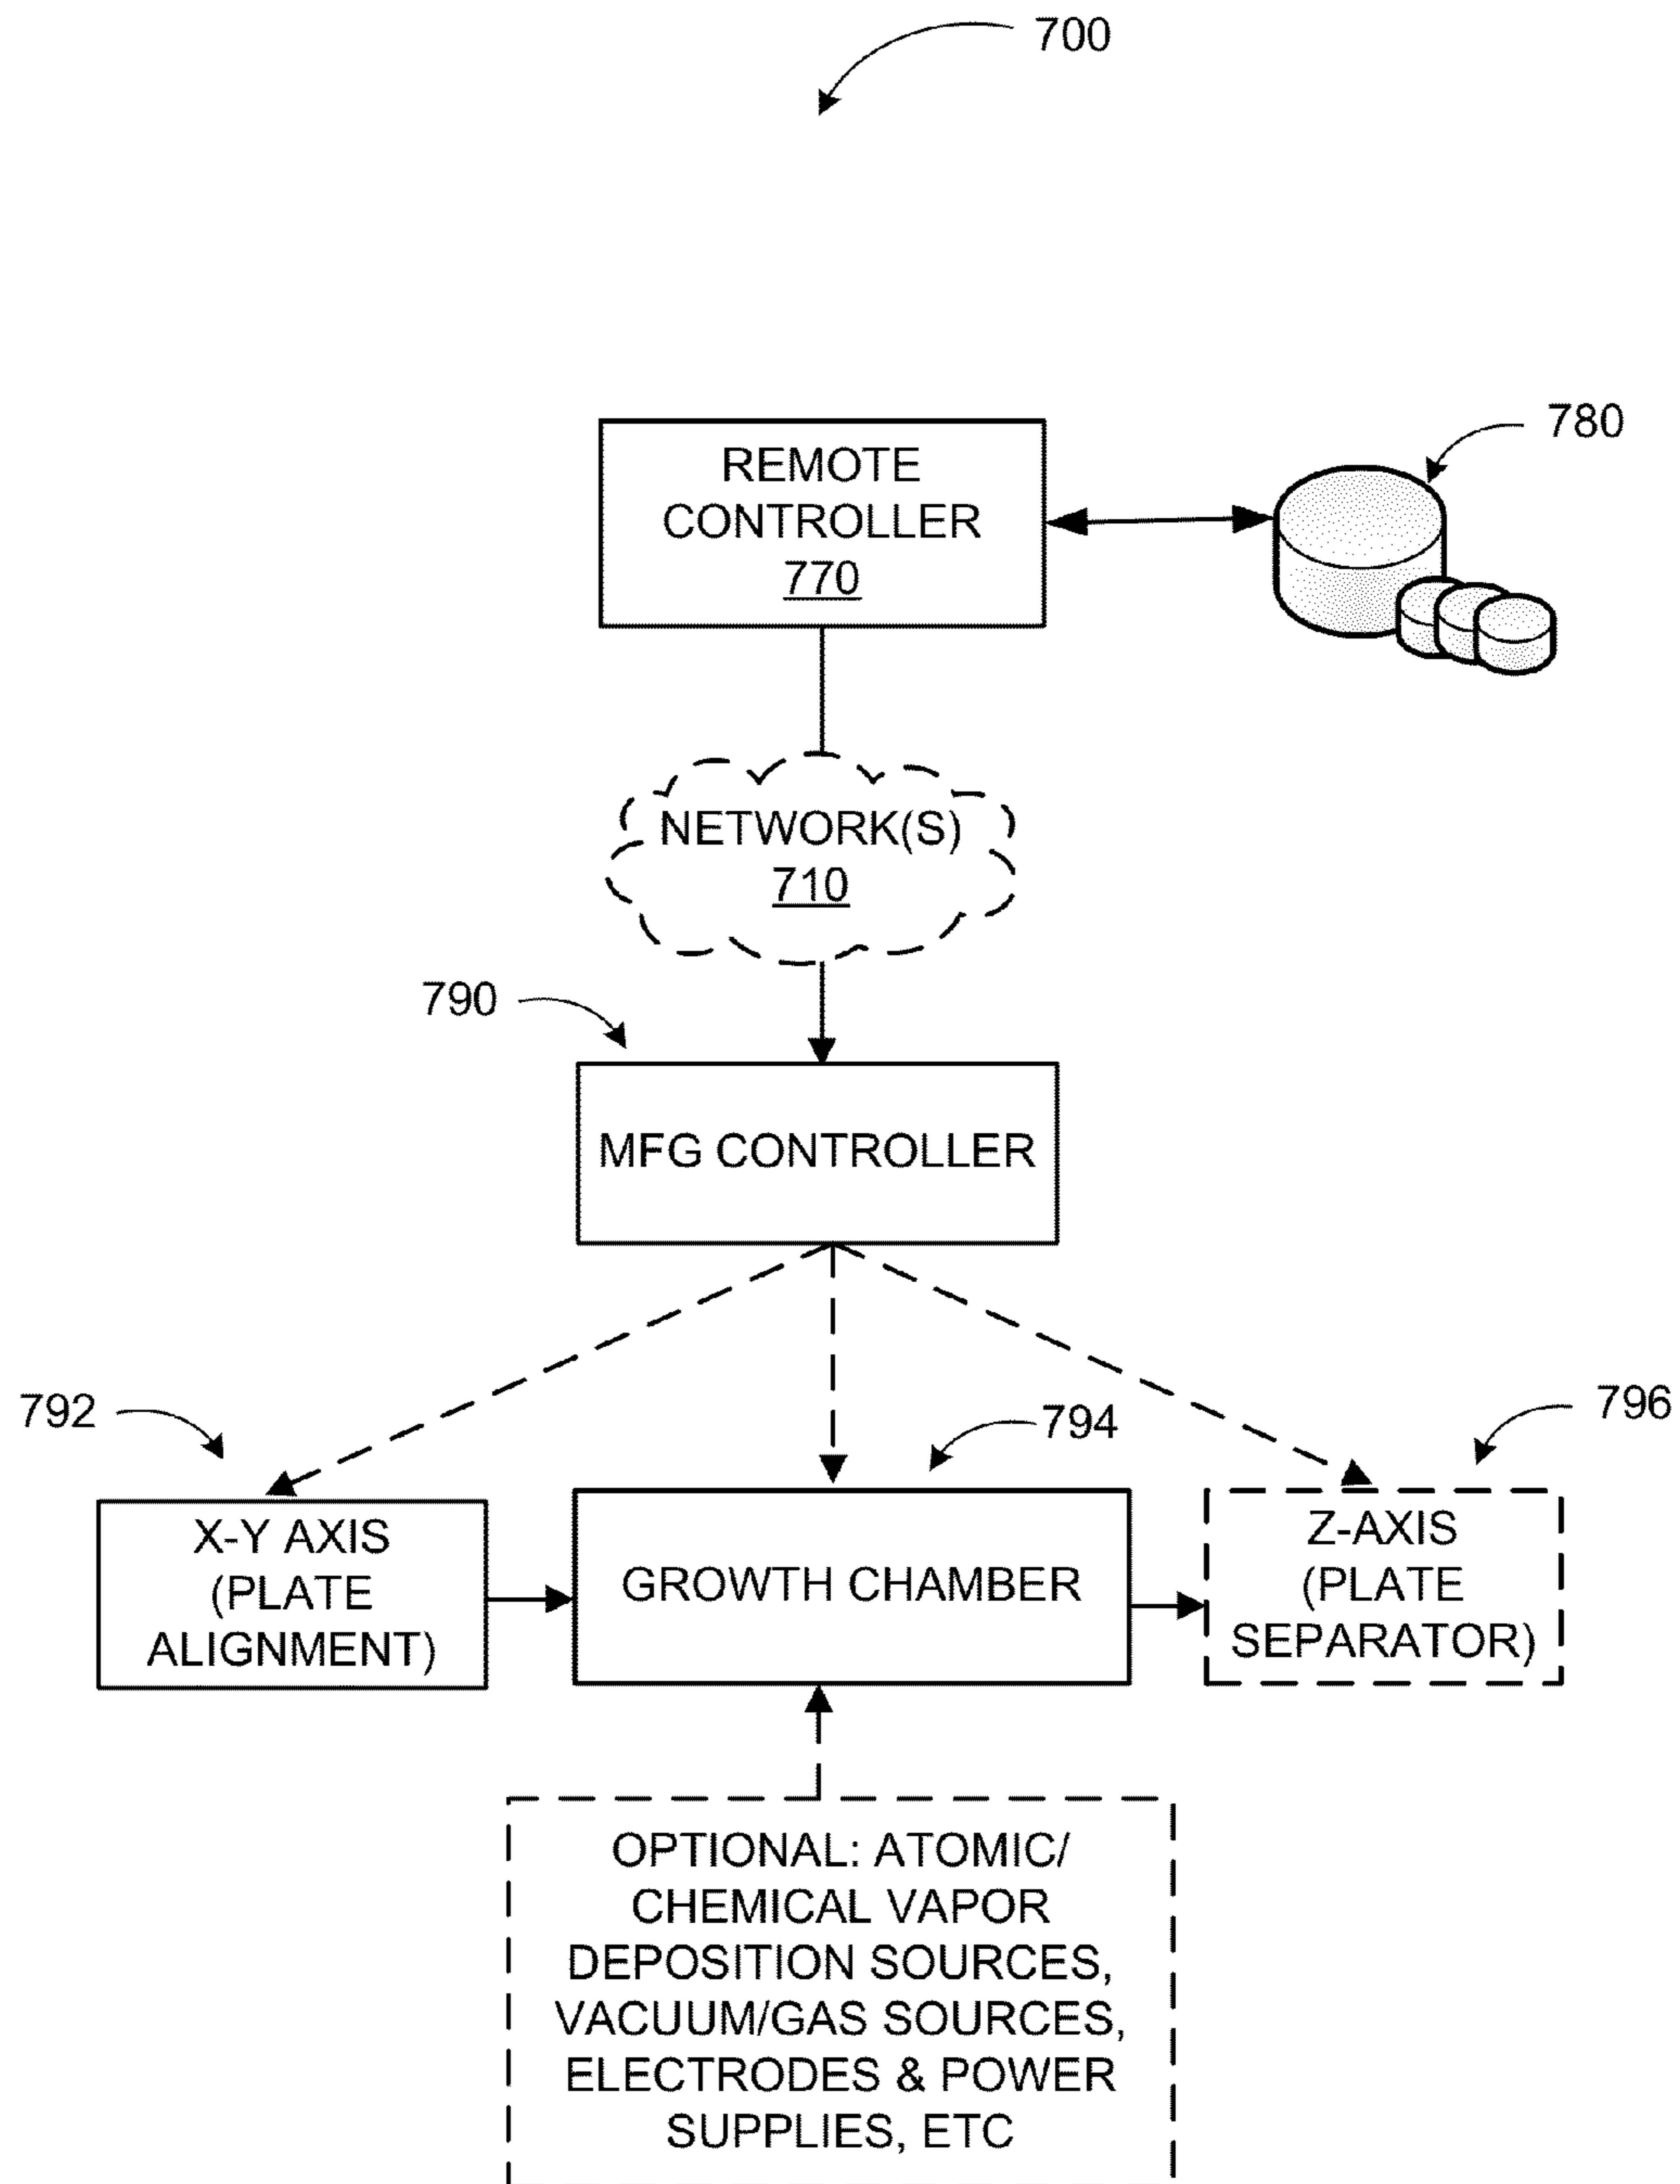 700
REMOTE
CONTROLLER
770
780
NETWORK(S)
710
790
MFG CONTROLLER
792
794
796
X-Y AXIS
(PLATE
ALIGNMENT)
GROWTH CHAMBER
Z-AXIS
(PLATE
SEPARATOR)
OPTIONAL: ATOMIC/
CHEMICAL VAPOR
DEPOSITION SOURCES,
VACUUM/GAS SOURCES,
ELECTRODES & POWER
SUPPLIES, ETC